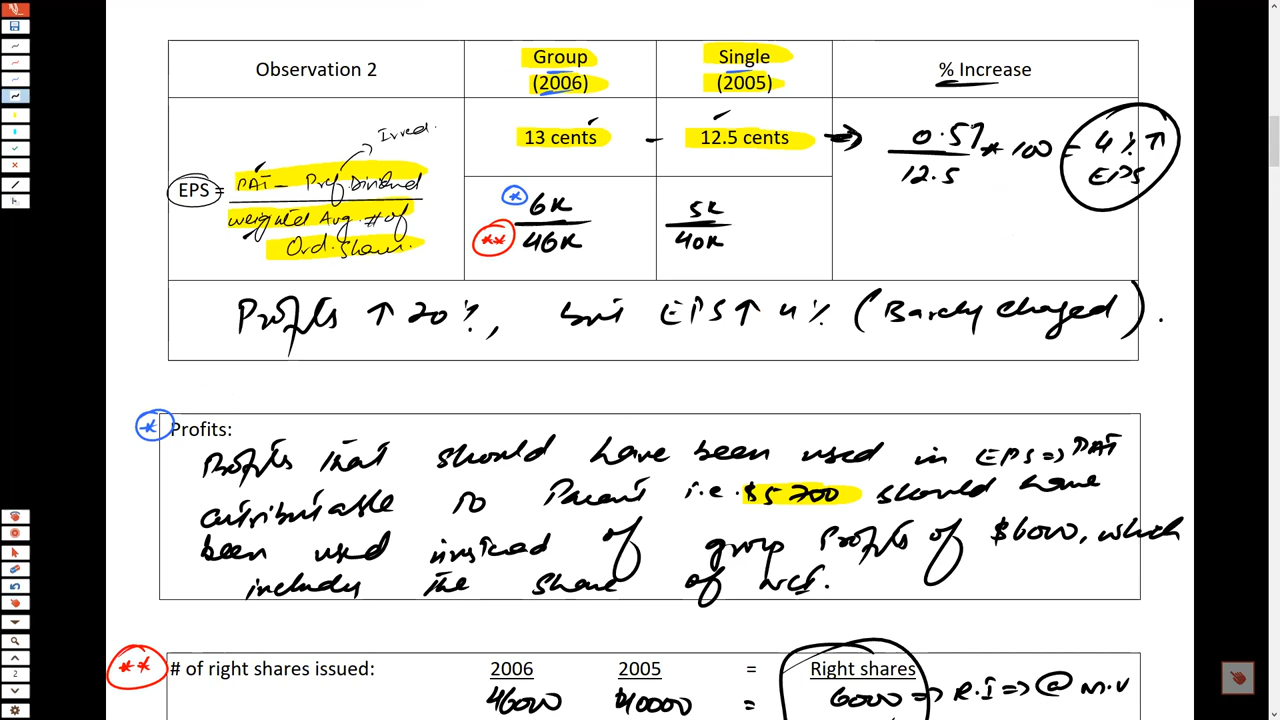 Observation 2
Group
(2006)
Single
(2005)
% Increase
EPS =
Irred.
PAT - Pref Dividend
weighted Avg. # of
Ord. Share.
13 cents
-
12.5 cents
0.5 * 100 = 4% ↑
12.5
EPS
* 6K
** 46K
5K
40K
Profits ↑ 20%, but EPS ↑ 4% (Barely changed).
* Profits:
Profits that should have been used in EPS => PAT
attributable to Parent i.e. $5700 should have
been used instead of group profits of $6000, which
includes the share of NCI.
** # of right shares issued: 2006 2005 = Right shares
46000 40000 = 6000 => R.I => @ M.V
2